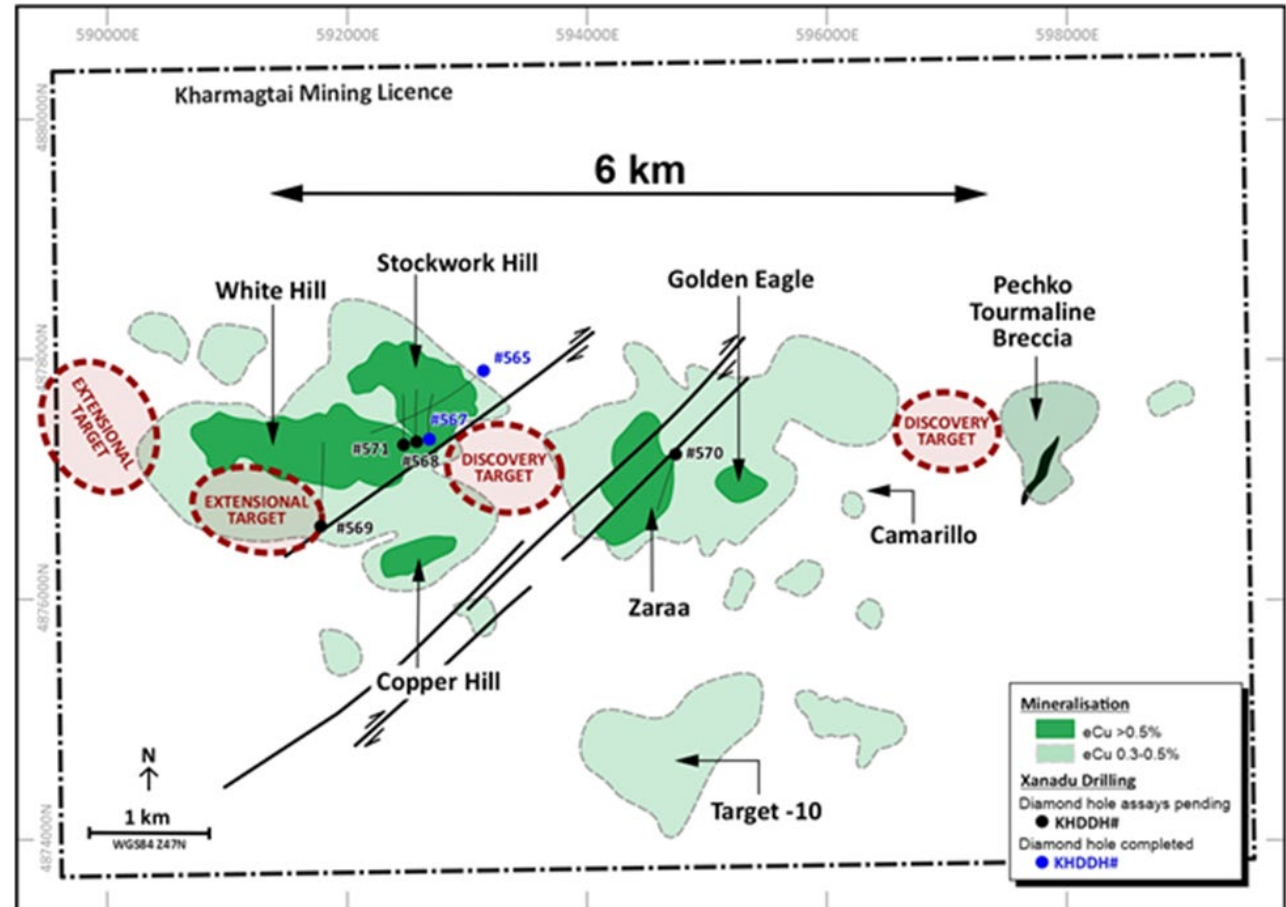 590000E
592000E
594000E
596000E
598000E
4880000N
4878000N
4876000N
4874000N
Kharmagtai Mining Licence
6 km
Stockwork Hill
White Hill
Golden Eagle
Pechko
Tourmaline
Breccia
#565
#567
#571
#568
#570
#569
EXTENSIONAL
TARGET
EXTENSIONAL
TARGET
DISCOVERY
TARGET
DISCOVERY
TARGET
Camarillo
Zaraa
Copper Hill
Target -10
N
1 km
WGS84 Z47N
Mineralisation
eCu >0.5%
eCu 0.3-0.5%
Xanadu Drilling
Diamond hole assays pending
KHDDH#
Diamond hole completed
KHDDH#